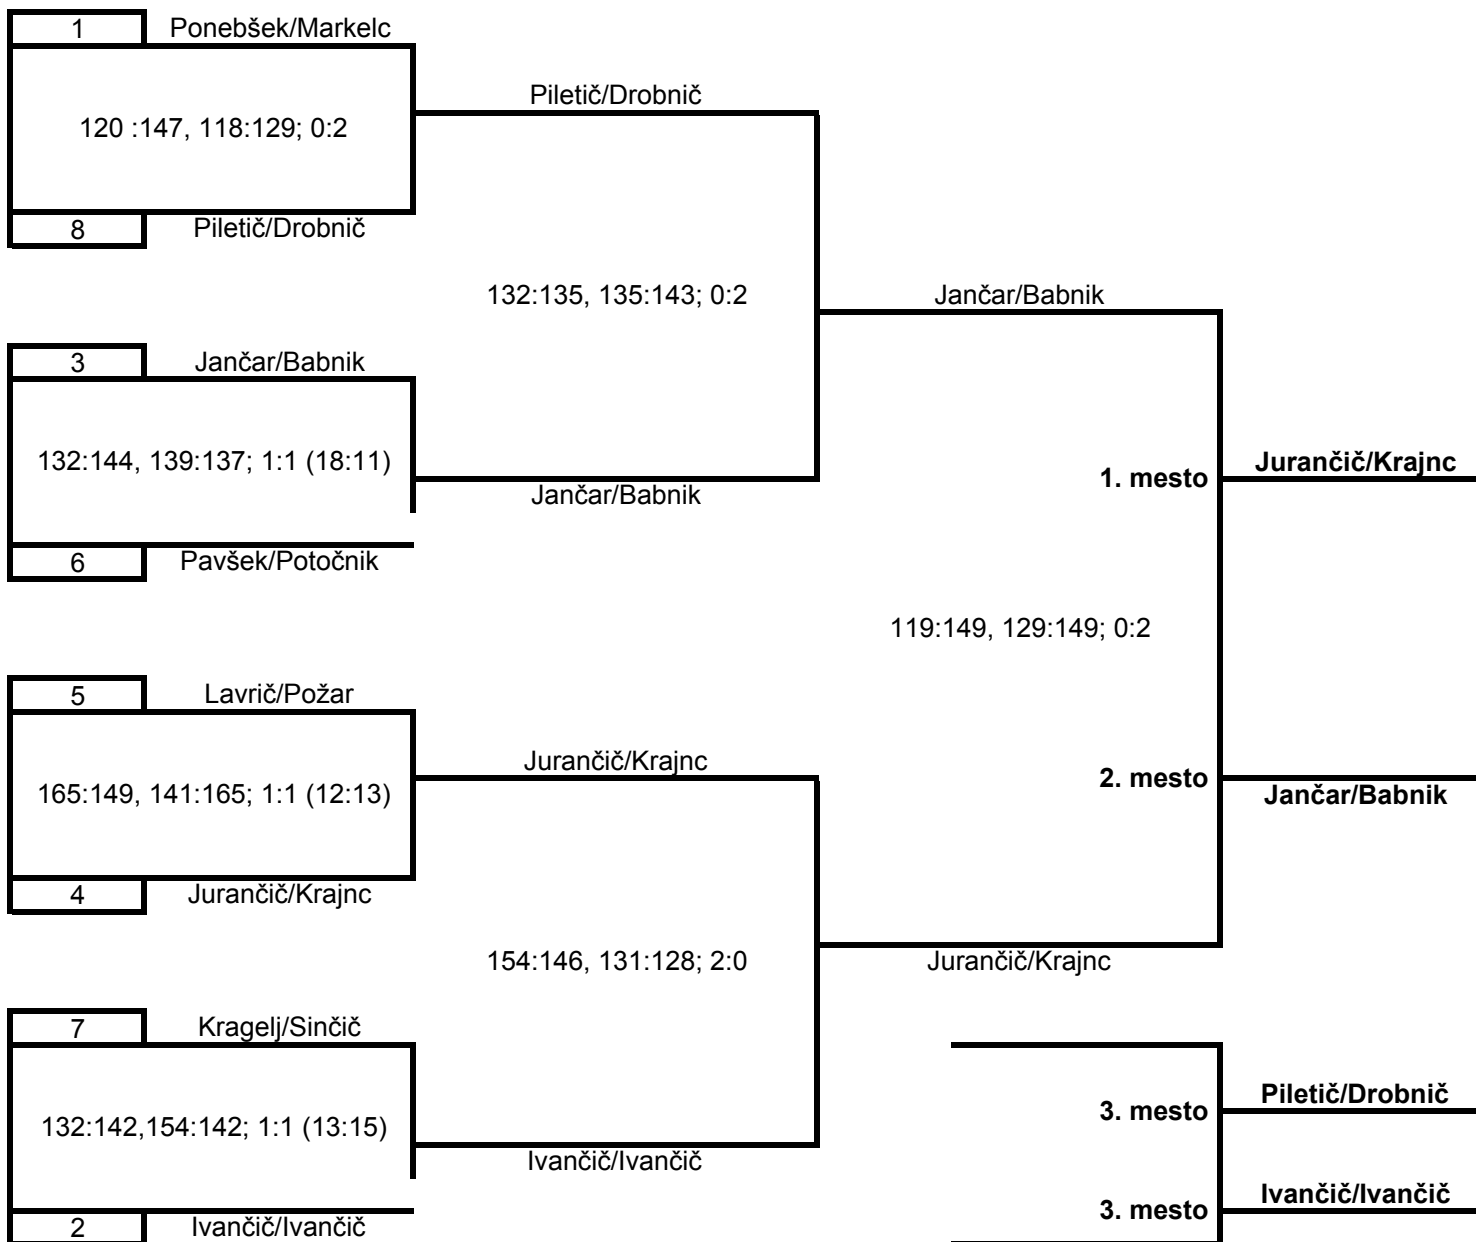 1 Ponebšek/Markelc
Piletič/Drobnič
120 :147, 118:129; 0:2
8 Piletič/Drobnič
132:135, 135:143; 0:2
Jančar/Babnik
3 Jančar/Babnik
132:144, 139:137; 1:1 (18:11)
Jančar/Babnik
1. mesto Jurančič/Krajnc
6 Pavšek/Potočnik
119:149, 129:149; 0:2
5 Lavrič/Požar
Jurančič/Krajnc
165:149, 141:165; 1:1 (12:13)
2. mesto Jančar/Babnik
4 Jurančič/Krajnc
154:146, 131:128; 2:0
Jurančič/Krajnc
7 Kragelj/Sinčič
132:142,154:142; 1:1 (13:15)
3. mesto Piletič/Drobnič
Ivančič/Ivančič
3. mesto Ivančič/Ivančič
2 Ivančič/Ivančič